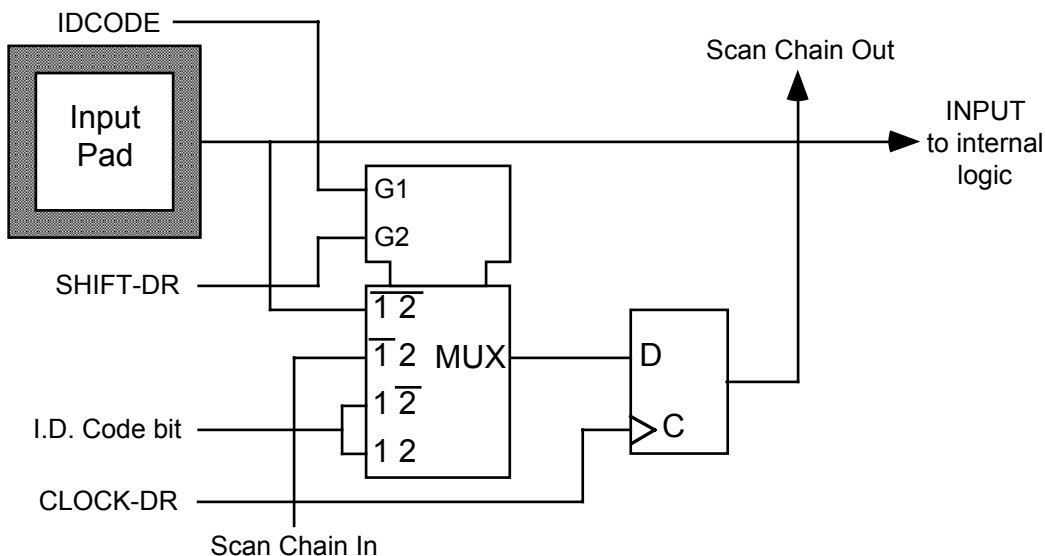 IDCODE
Input
Pad
Scan Chain Out
INPUT
to internal
logic
G1
G2
SHIFT-DR
1̅ 2̅
1̅ 2
MUX
1 2̅
1 2
D
C
I.D. Code bit
CLOCK-DR
Scan Chain In